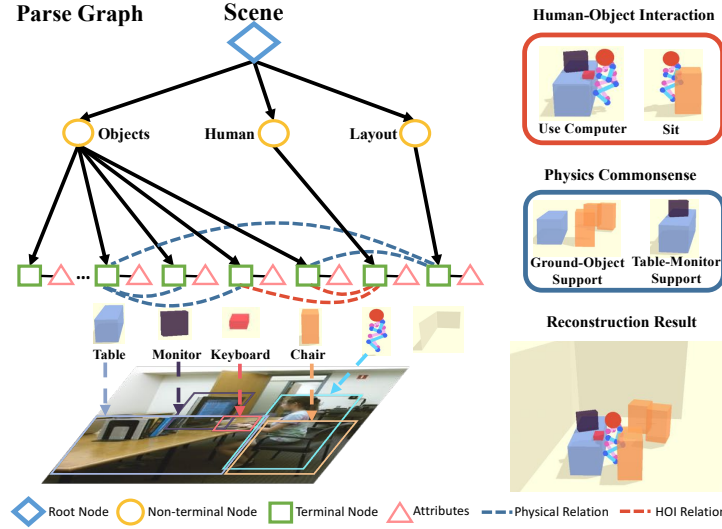 Parse Graph
Scene
Objects
Human
Layout
...
Table
Monitor
Keyboard
Chair
Human-Object Interaction
Use Computer
Sit
Physics Commonsense
Ground-Object
Support
Table-Monitor
Support
Reconstruction Result
Root Node
Non-terminal Node
Terminal Node
Attributes
Physical Relation
HOI Relation